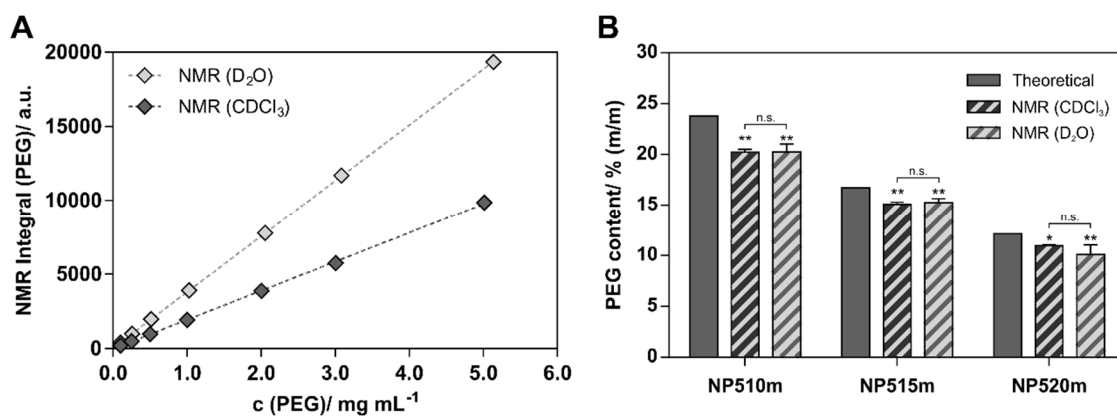 A
NMR Integral (PEG)/ a.u.
20000
15000
10000
5000
0
NMR (D₂O)
NMR (CDCl₃)
0.0 1.0 2.0 3.0 4.0 5.0 6.0
c (PEG)/ mg mL⁻¹
B
PEG content/ % (m/m)
30
25
20
15
10
5
0
Theoretical
NMR (CDCl₃)
NMR (D₂O)
n.s.
** **
n.s.
** **
n.s.
* **
NP510m NP515m NP520m